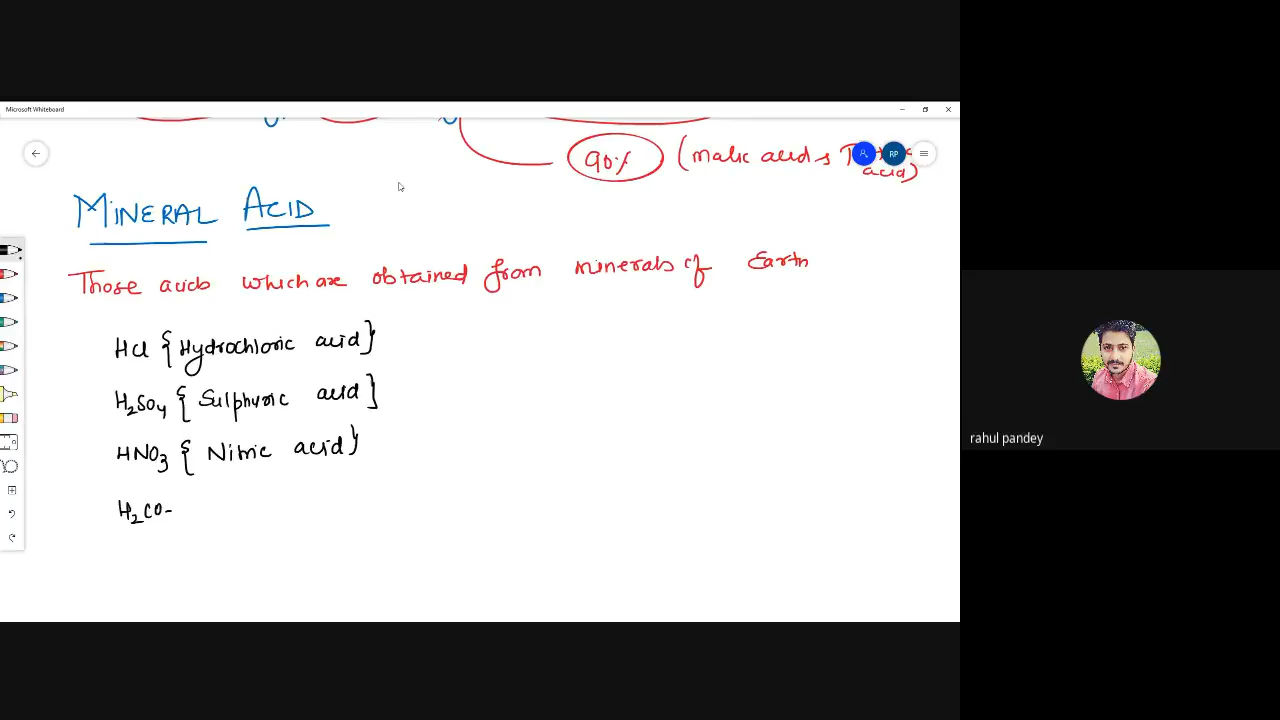 Microsoft Whiteboard
90% (malic acid &
acid)
RP
MINERAL ACID
Those acids which are obtained from minerals of Earth
HCl {Hydrochloric acid}
H2SO4 {Sulphuric acid}
HNO3 {Nitric acid}
H2CO-
rahul pandey